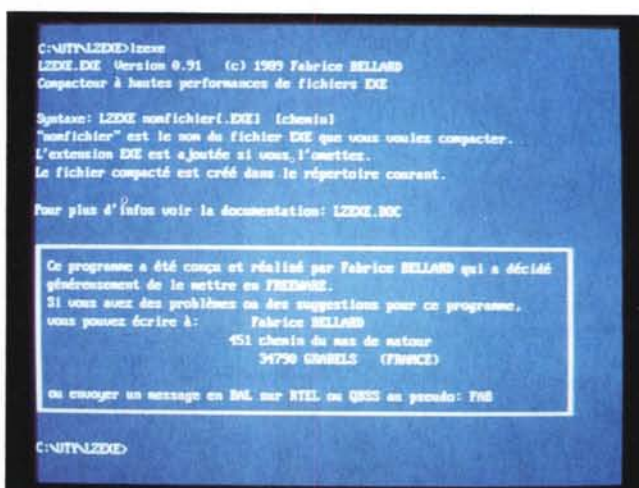 C:\UTY\LZEXE>lzexe
LZEXE.EXE Version 0.91 (c) 1989 Fabrice BELLARD
Compacteur à hautes performances de fichiers EXE
Syntaxe: LZEXE nomfichier[.EXE] [chemin]
"nomfichier" est le nom du fichier EXE que vous voulez compacter.
L'extension EXE est ajoutée si vous l'omettez.
Le fichier compacté est créé dans le répertoire courant.
Pour plus d'infos voir la documentation: LZEXE.DOC
Ce programme a été conçu et réalisé par Fabrice BELLARD qui a décidé
généreusement de le mettre en FREEWARE.
Si vous avez des problèmes ou des suggestions pour ce programme,
vous pouvez écrire à: Fabrice BELLARD
451 chemin du mas de matour
34790 GRABELS (FRANCE)
ou envoyer un message en BAL sur RTEL ou QBSS au pseudo: FAB
C:\UTY\LZEXE>